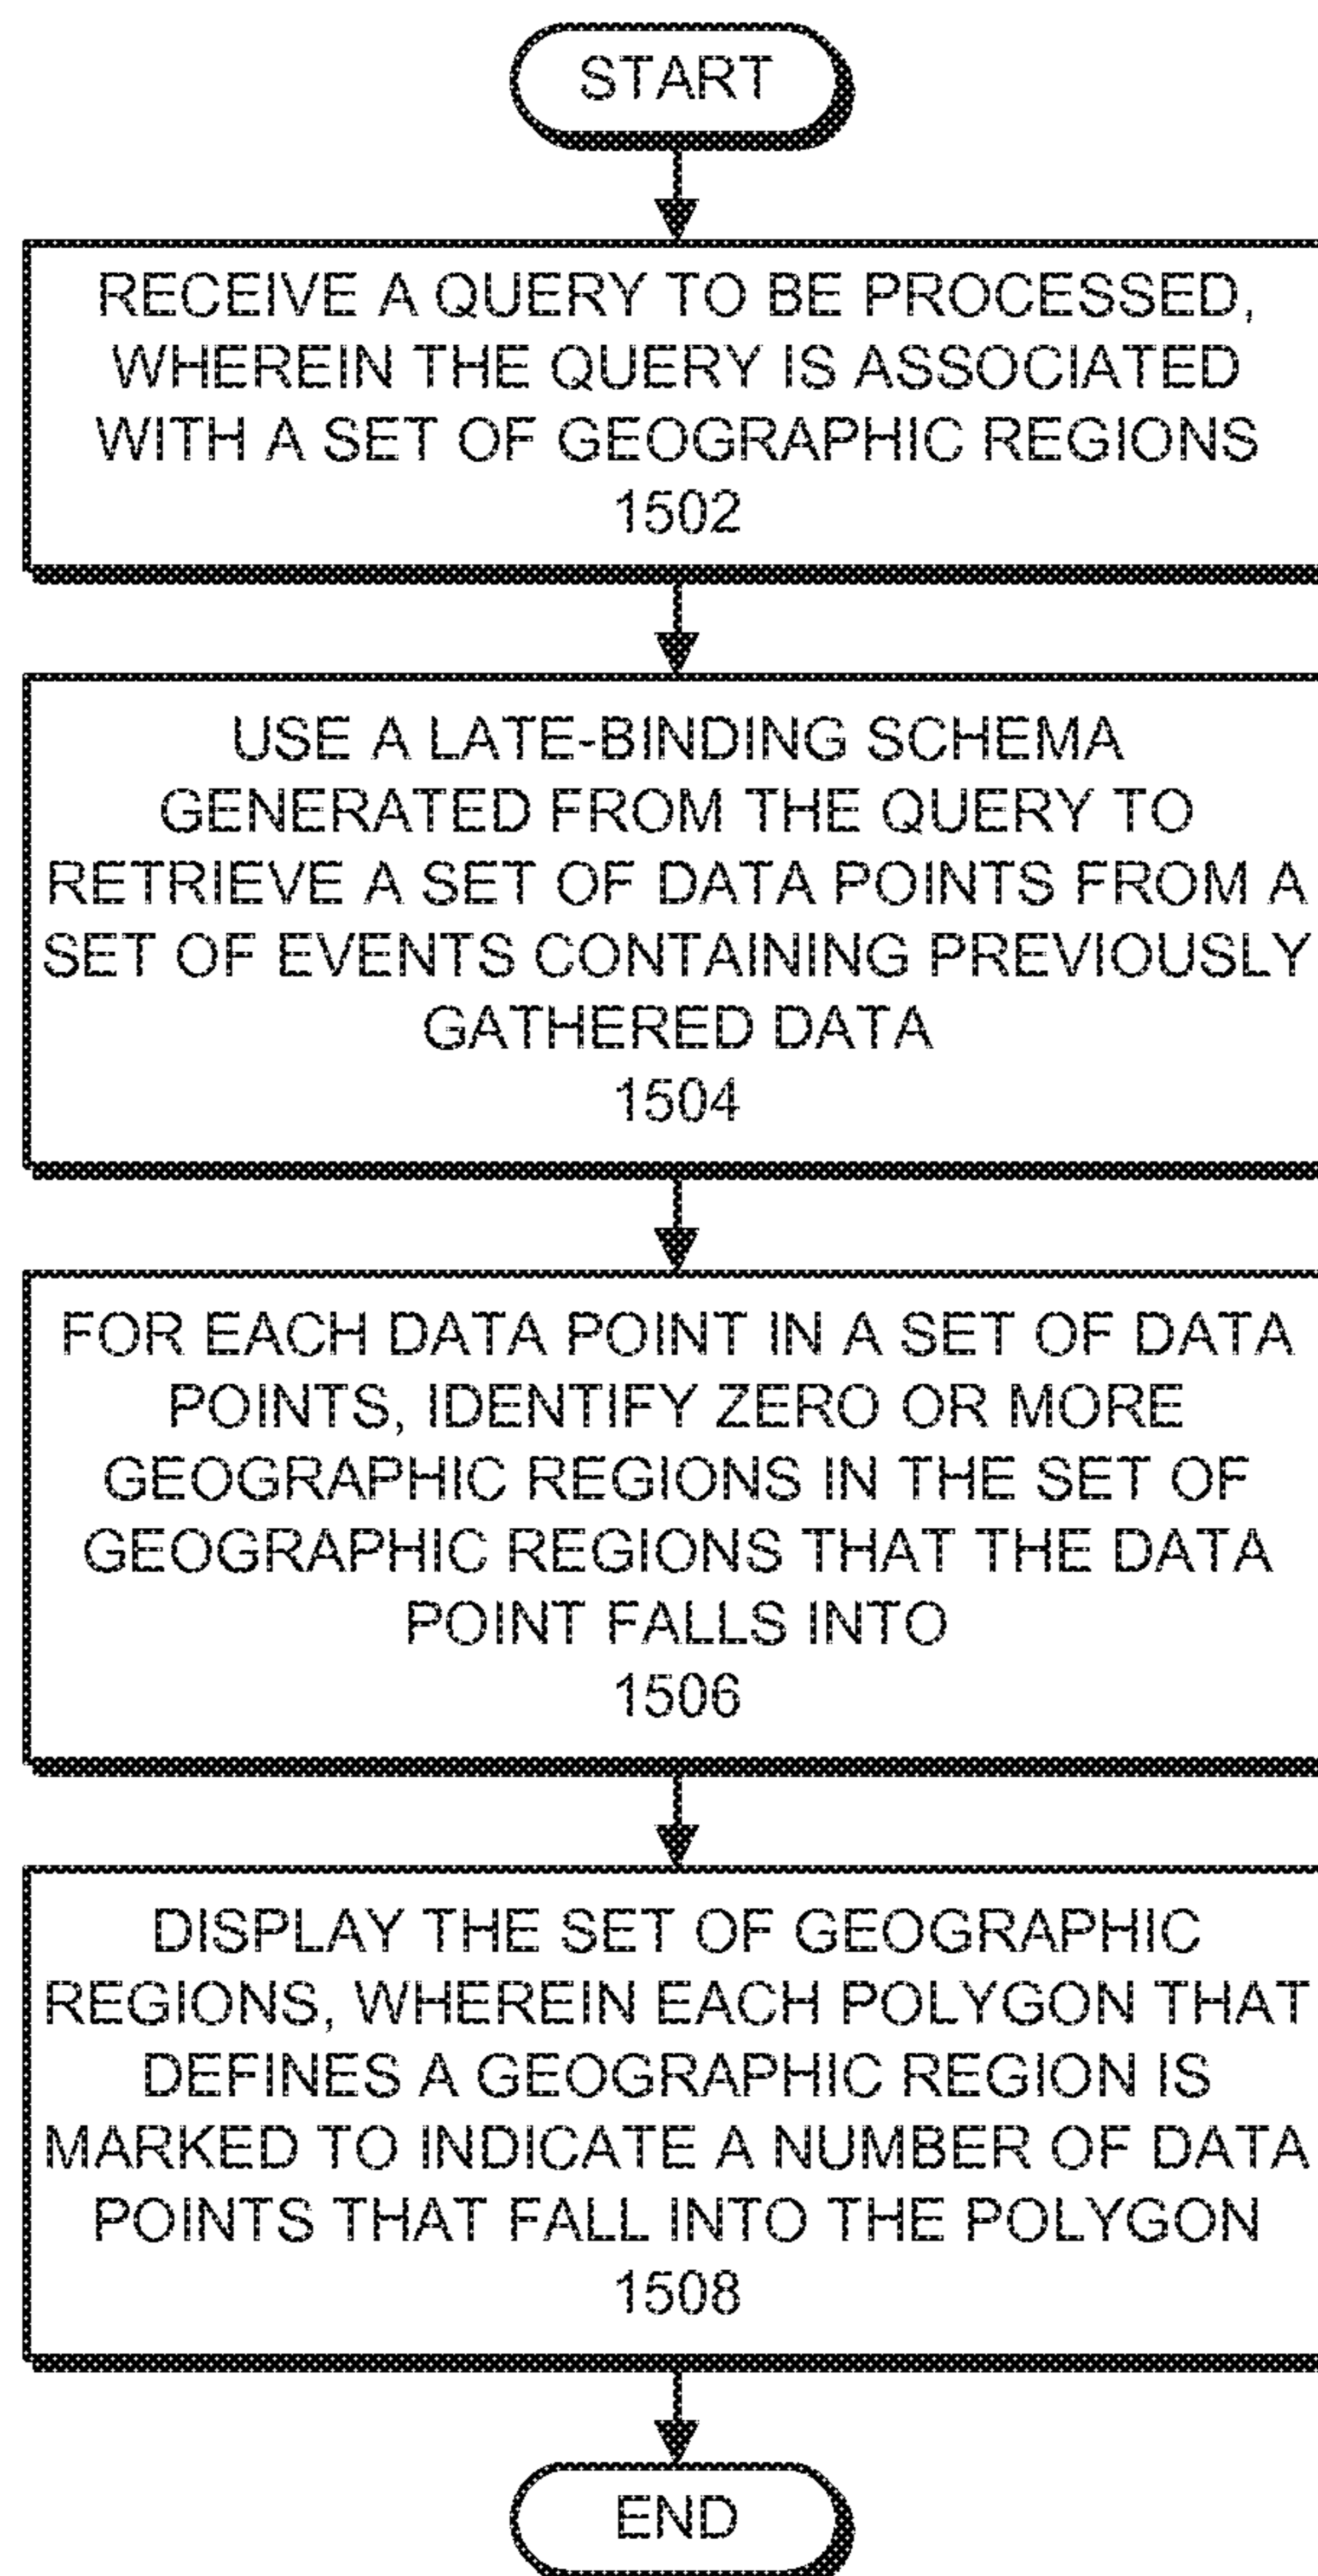 START
RECEIVE A QUERY TO BE PROCESSED,
WHEREIN THE QUERY IS ASSOCIATED
WITH A SET OF GEOGRAPHIC REGIONS
1502
USE A LATE-BINDING SCHEMA
GENERATED FROM THE QUERY TO
RETRIEVE A SET OF DATA POINTS FROM A
SET OF EVENTS CONTAINING PREVIOUSLY
GATHERED DATA
1504
FOR EACH DATA POINT IN A SET OF DATA
POINTS, IDENTIFY ZERO OR MORE
GEOGRAPHIC REGIONS IN THE SET OF
GEOGRAPHIC REGIONS THAT THE DATA
POINT FALLS INTO
1506
DISPLAY THE SET OF GEOGRAPHIC
REGIONS, WHEREIN EACH POLYGON THAT
DEFINES A GEOGRAPHIC REGION IS
MARKED TO INDICATE A NUMBER OF DATA
POINTS THAT FALL INTO THE POLYGON
1508
END